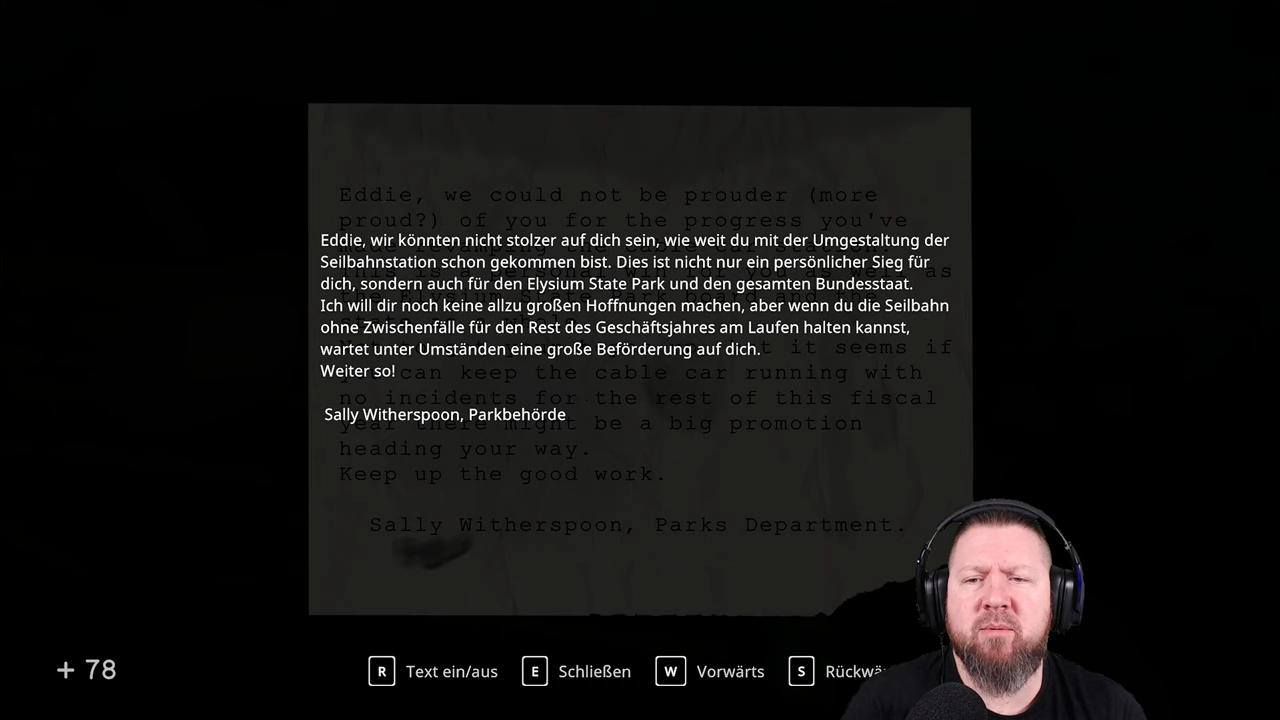 Eddie, we could not be prouder (more
proud?) of you for the progress you've
Eddie, wir könnten nicht stolzer auf dich sein, wie weit du mit der Umgestaltung der
Seilbahnstation schon gekommen bist. Dies ist nicht nur ein persönlicher Sieg für
dich, sondern auch für den Elysium State Park und den gesamten Bundesstaat.
Ich will dir noch keine allzu großen Hoffnungen machen, aber wenn du die Seilbahn
ohne Zwischenfälle für den Rest des Geschäftsjahres am Laufen halten kannst,
wartet unter Umständen eine große Beförderung auf dich.
it seems if
Weiter so!
can keep the cable car running with
no incidents for the rest of this fiscal
Sally Witherspoon, Parkbehörde
year there might be a big promotion
heading your way.
Keep up the good work.
Sally Witherspoon, Parks Department.
+ 78
R Text ein/aus E Schließen W Vorwärts S